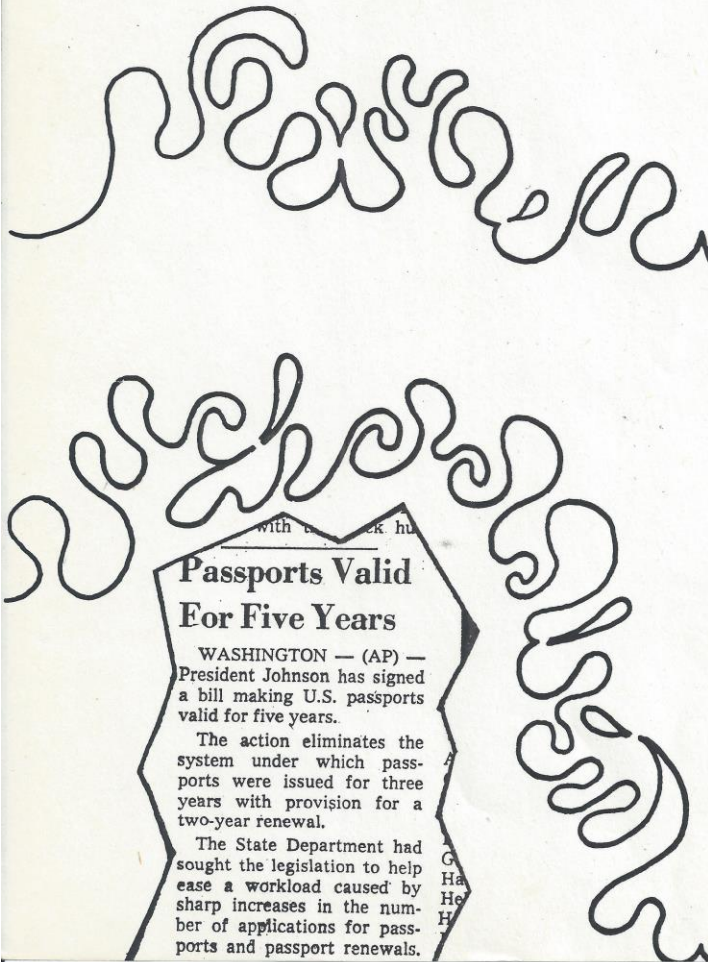 with
Passports Valid
For Five Years
WASHINGTON — (AP) —
President Johnson has signed
a bill making U.S. passports
valid for five years.
The action eliminates the
system under which pass-
ports were issued for three
years with provision for a
two-year renewal.
The State Department had
sought the legislation to help
ease a workload caused by
sharp increases in the num-
ber of applications for pass-
ports and passport renewals.